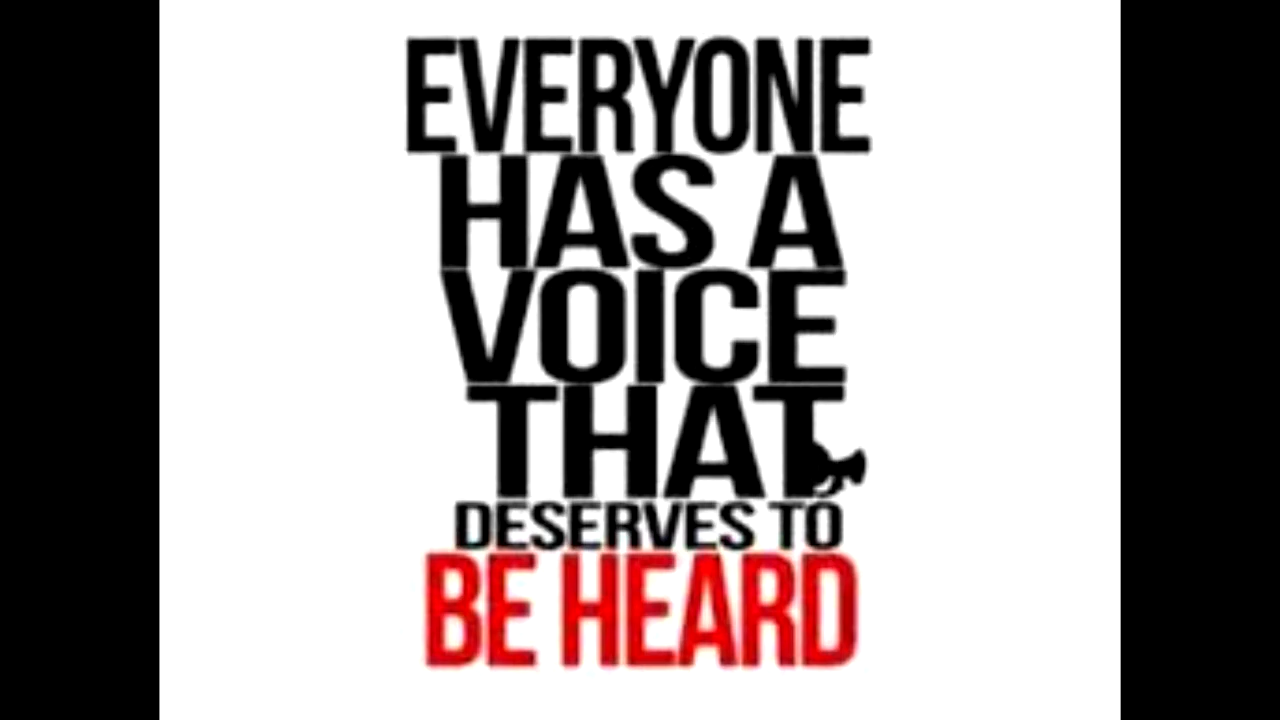 EVERYONE
HAS A
VOICE
THAT
DESERVES TO
BE HEARD